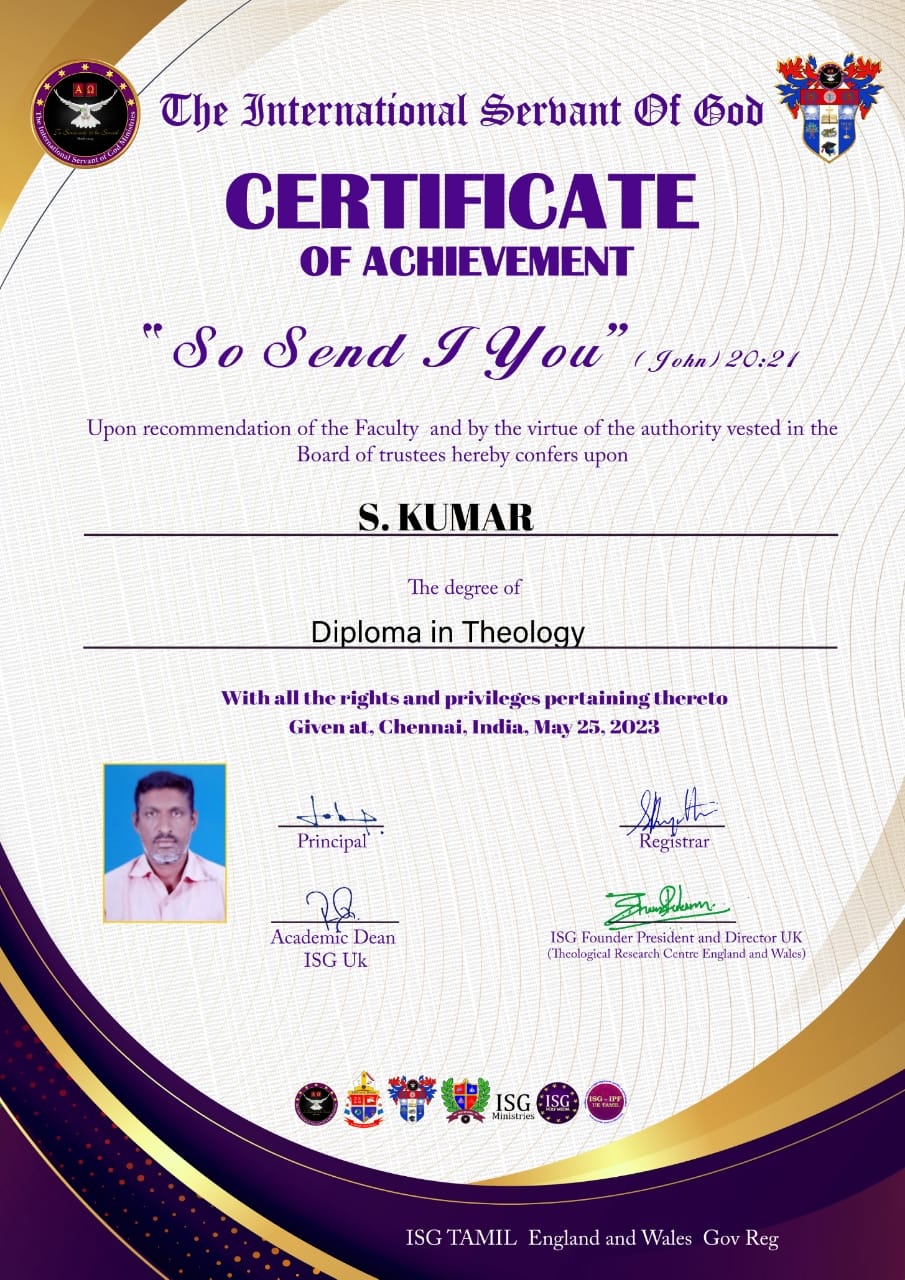 The International Servant Of God
CERTIFICATE
OF ACHIEVEMENT
"So Send I You" (John) 20:21
Upon recommendation of the Faculty and by the virtue of the authority vested in the
Board of trustees hereby confers upon
S. KUMAR
The degree of
Diploma in Theology
With all the rights and privileges pertaining thereto
Given at, Chennai, India, May 25, 2023
Principal
Registrar
Academic Dean
ISG Uk
ISG Founder President and Director UK
(Theological Research Centre England and Wales)
Α Ω
The International Servant of God Ministries
ISG
Ministries
ISG
ISG - IPF
UK TAMIL
ISG TAMIL England and Wales Gov Reg